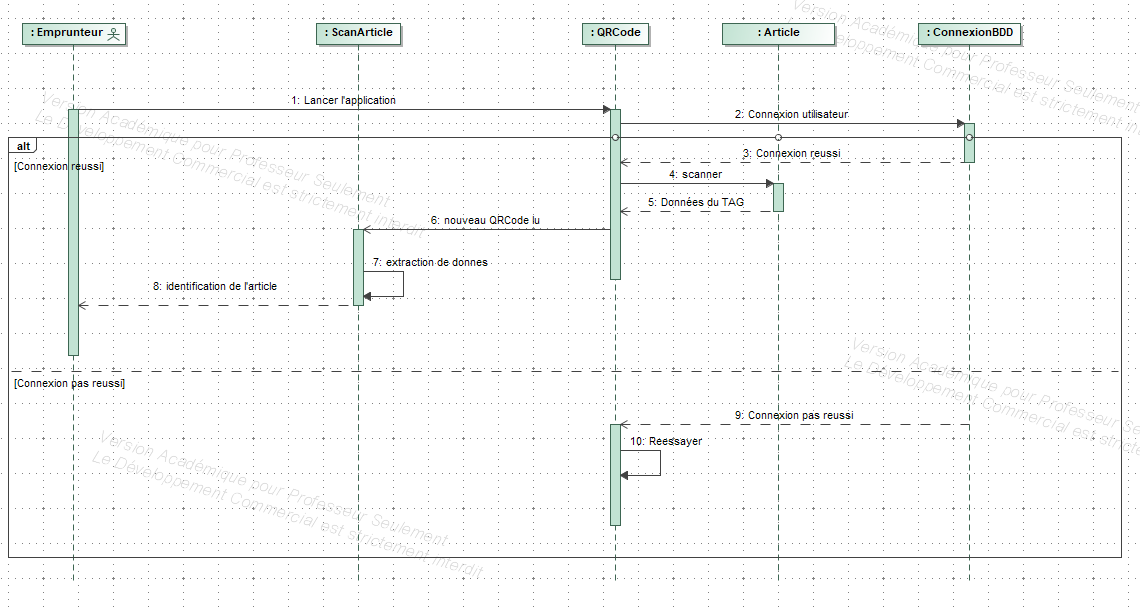 : Emprunteur
: ScanArticle
: QRCode
: Article
: ConnexionBDD
Version Académique pour Professeur Seulement
Le Développement Commercial est strictement in
1: Lancer l'application
2: Connexion utilisateur
Version Académique pour Professeur Seulement
Le Développement Commercial est strictement interdit
alt
[Connexion reussi]
3: Connexion reussi
4: scanner
5: Données du TAG
6: nouveau QRCode lu
7: extraction de donnes
8: identification de l'article
Version Académique pour Professeur Se
Le Développement Commercial est stricte
[Connexion pas reussi]
9: Connexion pas reussi
10: Reessayer
Version Académique pour Professeur Seulement
Le Développement Commercial est strictement interdit